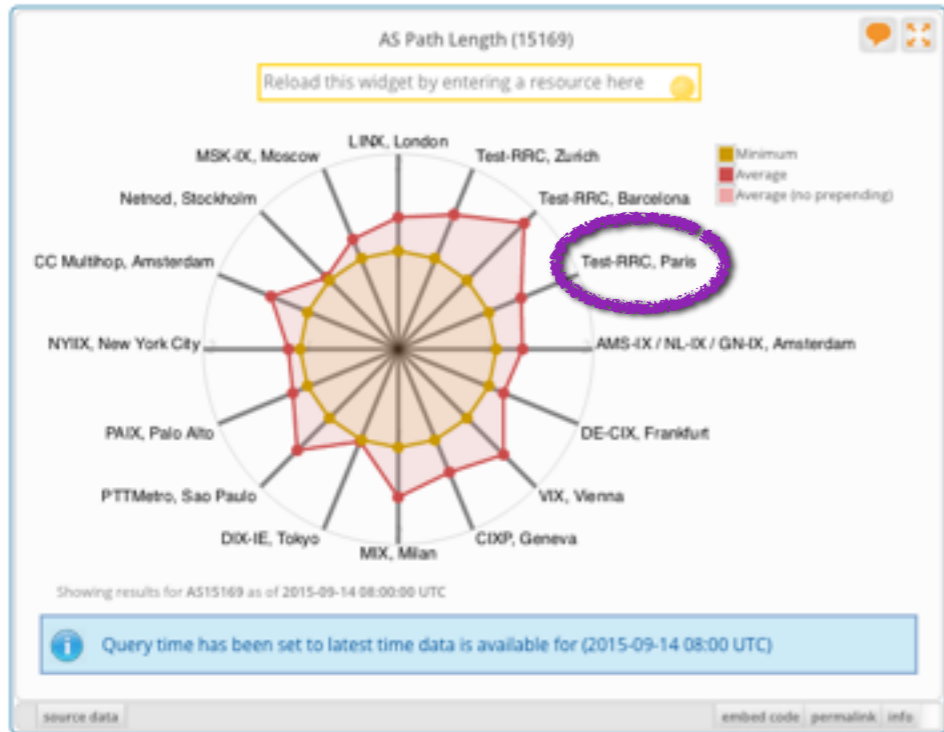 AS Path Length (15169)
Reload this widget by entering a resource here
LINX, London
MSK-IX, Moscow
Test-RRC, Zurich
Minimum
Average
Average (no prepending)
Netnod, Stockholm
Test-RRC, Barcelona
CC Multihop, Amsterdam
Test-RRC, Paris
NYIIX, New York City
AMS-IX / NL-IX / GN-IX, Amsterdam
PAIX, Palo Alto
DE-CIX, Frankfurt
PTTMetro, Sao Paulo
VIX, Vienna
DIX-IE, Tokyo
CIXP, Geneva
MIX, Milan
Showing results for AS15169 as of 2015-09-14 08:00:00 UTC
i
Query time has been set to latest time data is available for (2015-09-14 08:00 UTC)
source data
embed code permalink info